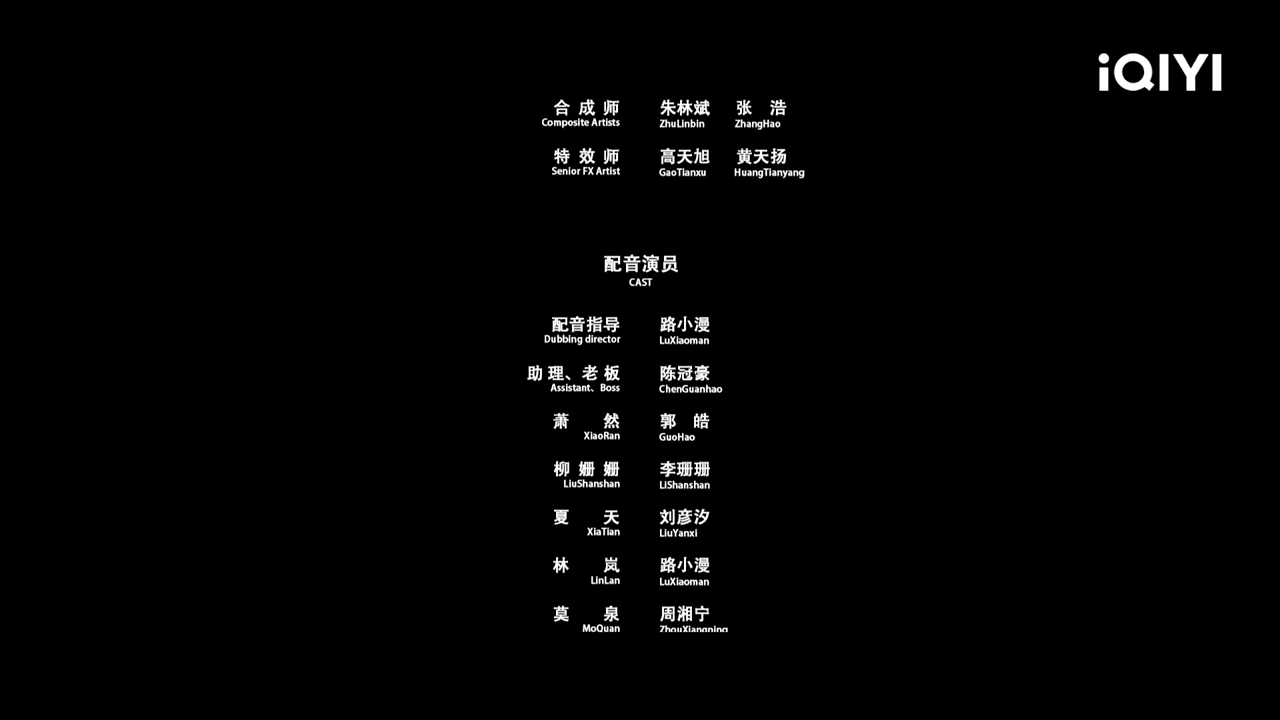 iQIYI
合成师 朱林斌 张浩
Composite Artists ZhuLinbin ZhangHao
特效师 高天旭 黄天扬
Senior FX Artist GaoTianxu HuangTianyang
配音演员
CAST
配音指导 路小漫
Dubbing director LuXiaoman
助理、老板 陈冠豪
Assistant、Boss ChenGuanhao
萧然 郭皓
XiaoRan GuoHao
柳姗姗 李珊珊
LiuShanshan LiShanshan
夏天 刘彦汐
XiaTian LiuYanxi
林岚 路小漫
LinLan LuXiaoman
莫泉 周湘宁
MoQuan ZhouXiangning